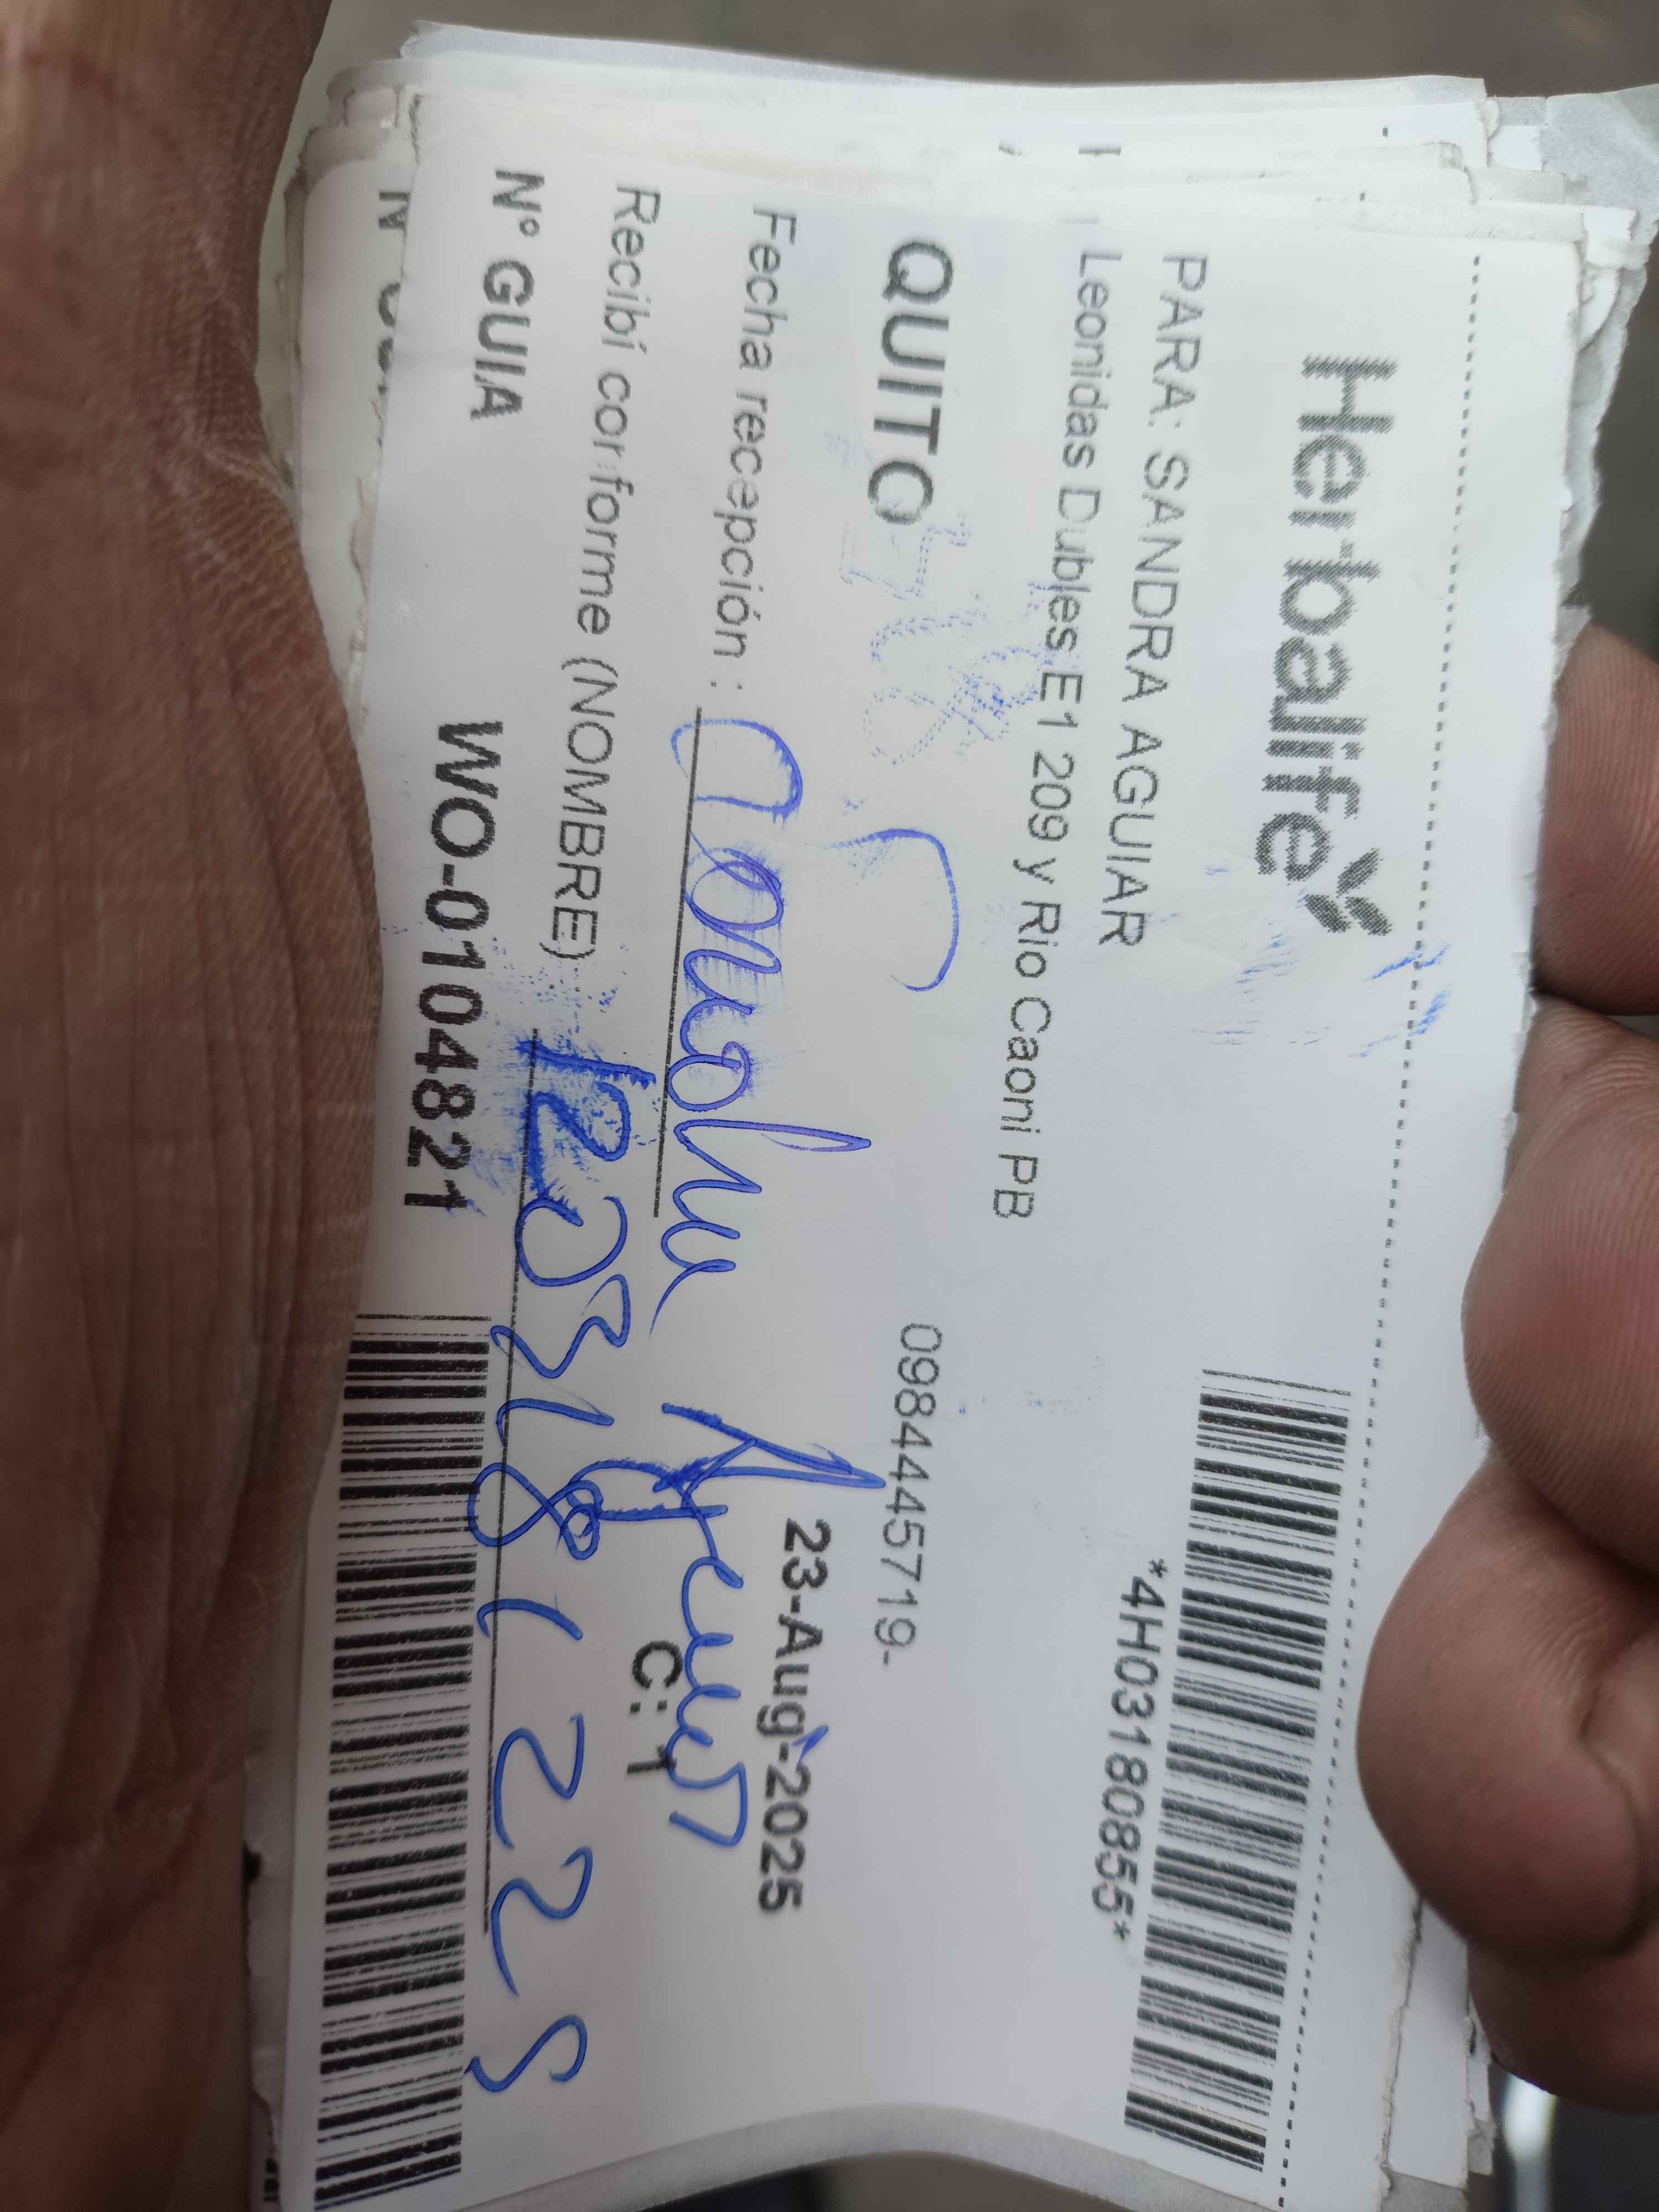 Herbalife
*4H03180855*
PARA: SANDRA AGUIAR
Leonidas Dubles E1 209 y Rio Caoni PB
QUITO
0984445719-
23-Aug-2025
Fecha recepción :
C: 1
Recibí conforme (NOMBRE)
N° GUIA WO-0104821